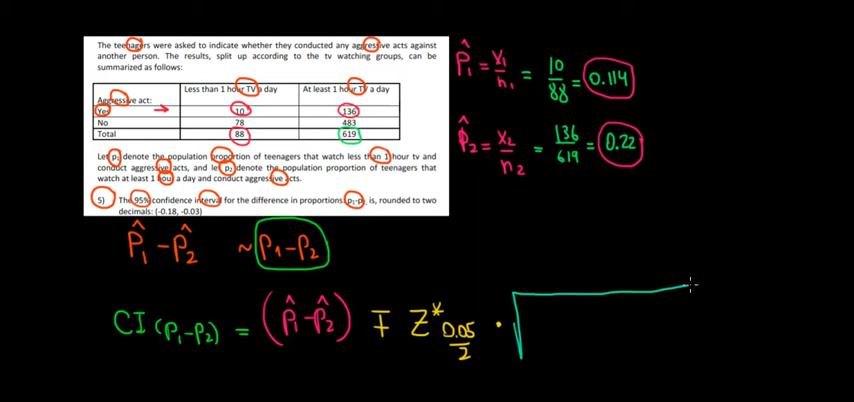 The teenagers were asked to indicate whether they conducted any aggressive acts against
another person. The results, split up according to the tv watching groups, can be
summarized as follows:
Less than 1 hour TV a day At least 1 hour TV a day
Aggressive act:
Yes → 10 136
No 78 483
Total 88 619
Let p₁ denote the population proportion of teenagers that watch less than 1 hour tv and
conduct aggressive acts, and let p₂ denote the population proportion of teenagers that
watch at least 1 hour a day and conduct aggressive acts.
5) The 95% confidence interval for the difference in proportions, p₁-p₂ is, rounded to two
decimals: (-0.18, -0.03)
P̂₁ = x₁/n₁ = 10/88 = 0.114
P̂₂ = x₂/n₂ = 136/619 = 0.22
P̂₁ - P̂₂ ~ P₁ - P₂
CI (P₁-P₂) = (P̂₁ - P̂₂) ∓ Z* 0.05/2 · √